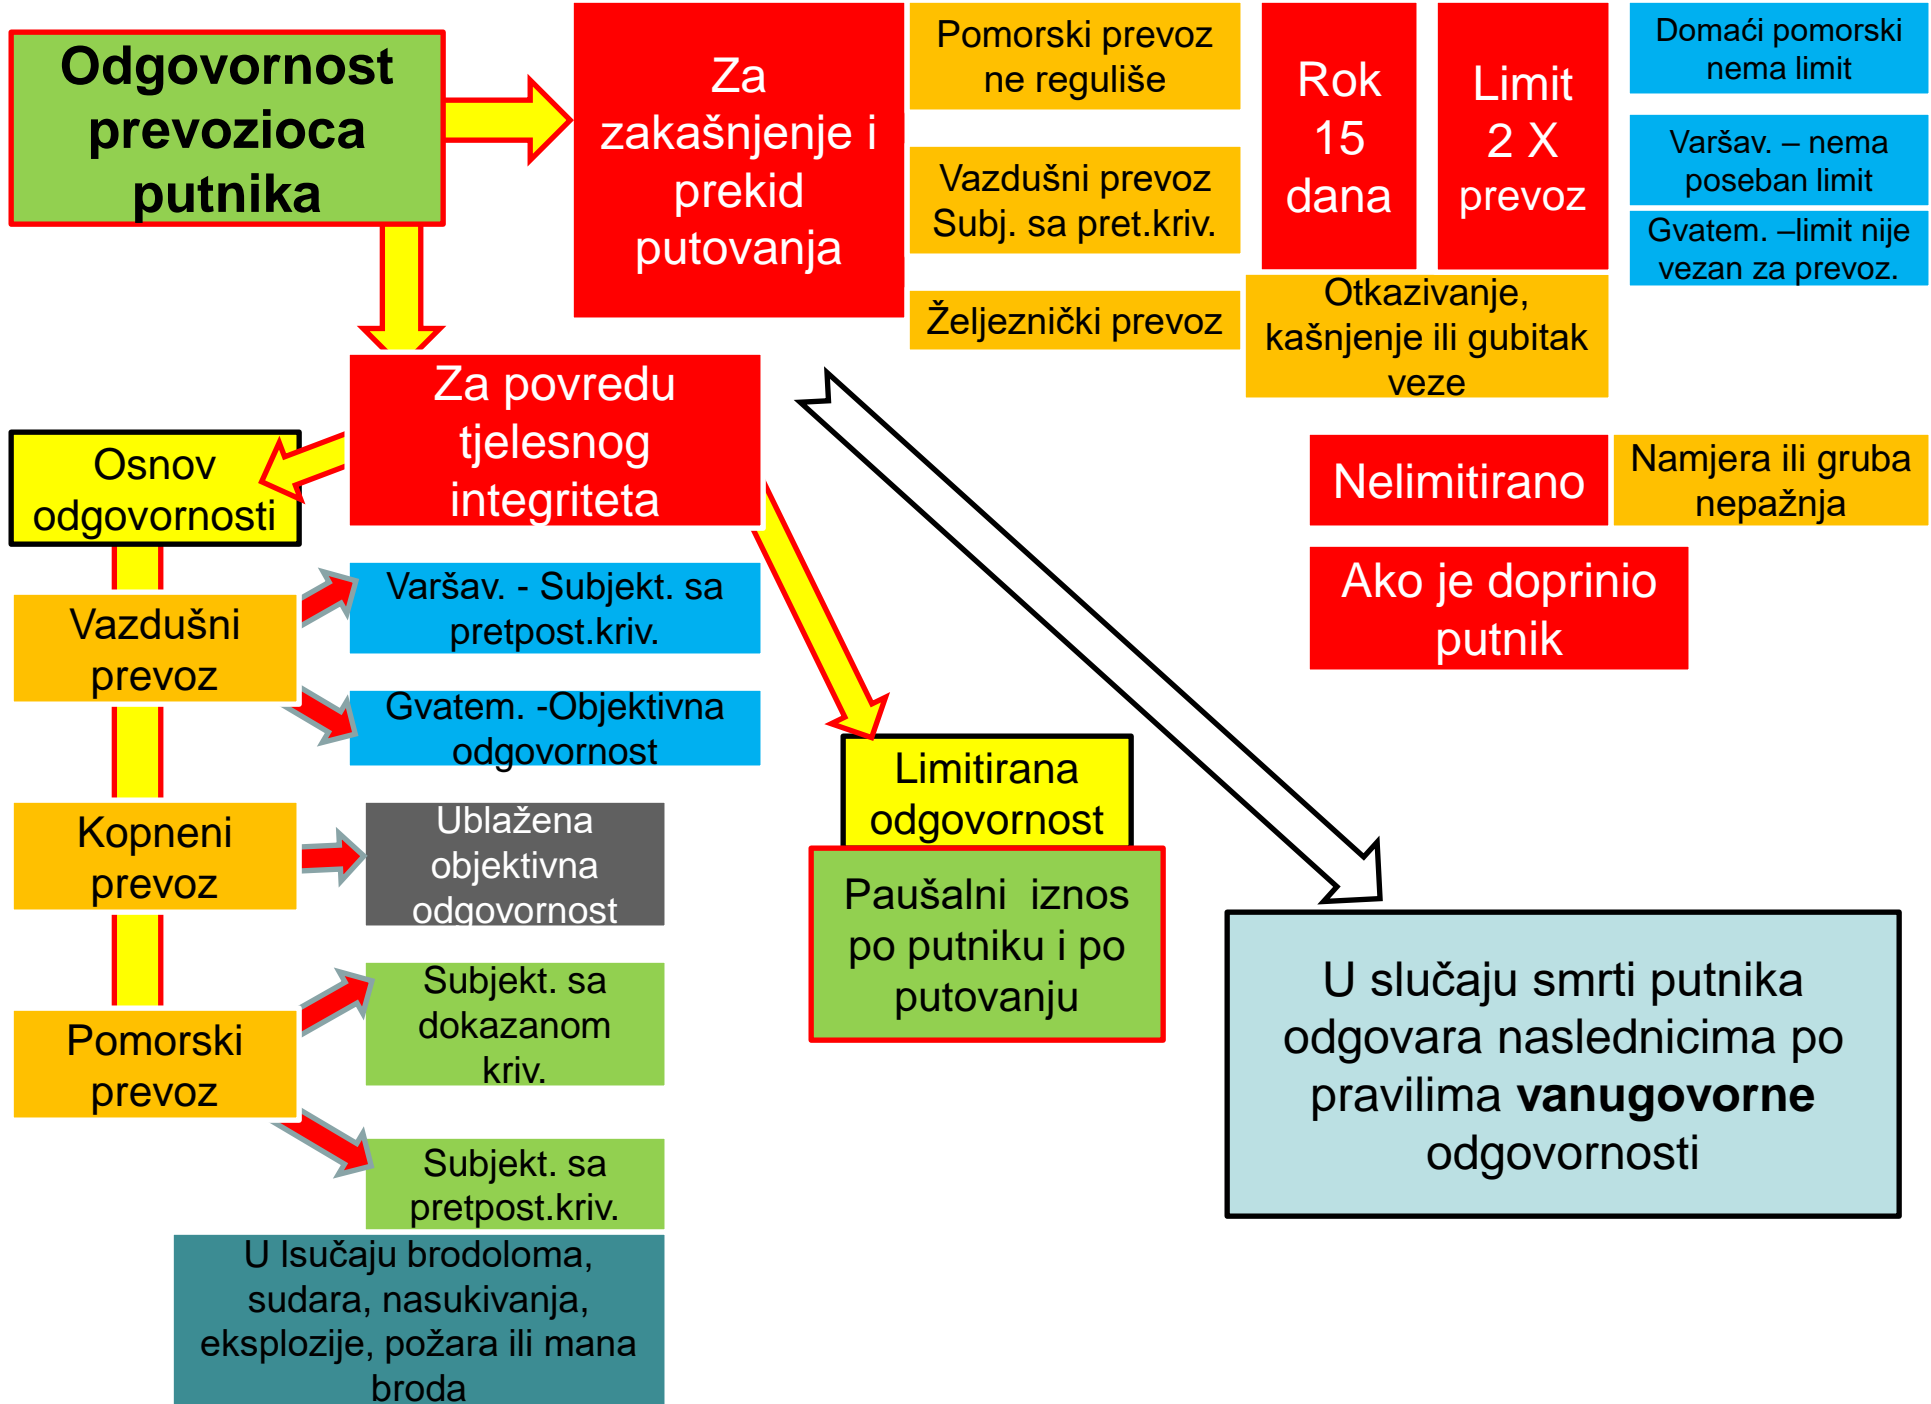 Odgovornost
prevozioca
putnika
Za
zakašnjenje i
prekid
putovanja
Pomorski prevoz
ne reguliše
Vazdušni prevoz
Subj. sa pret.kriv.
Željeznički prevoz
Rok
15
dana
Limit
2 X
prevoz
Otkazivanje,
kašnjenje ili gubitak
veze
Domaći pomorski
nema limit
Varšav. – nema
poseban limit
Gvatem. –limit nije
vezan za prevoz.
Za povredu
tjelesnog
integriteta
Nelimitirano
Namjera ili gruba
nepažnja
Ako je doprinio
putnik
Osnov
odgovornosti
Vazdušni
prevoz
Varšav. - Subjekt. sa
pretpost.kriv.
Gvatem. -Objektivna
odgovornost
Kopneni
prevoz
Ublažena
objektivna
odgovornost
Pomorski
prevoz
Subjekt. sa
dokazanom
kriv.
Subjekt. sa
pretpost.kriv.
U lsučaju brodoloma,
sudara, nasukivanja,
eksplozije, požara ili mana
broda
Limitirana
odgovornost
Paušalni iznos
po putniku i po
putovanju
U slučaju smrti putnika
odgovara naslednicima po
pravilima vanugovorne
odgovornosti